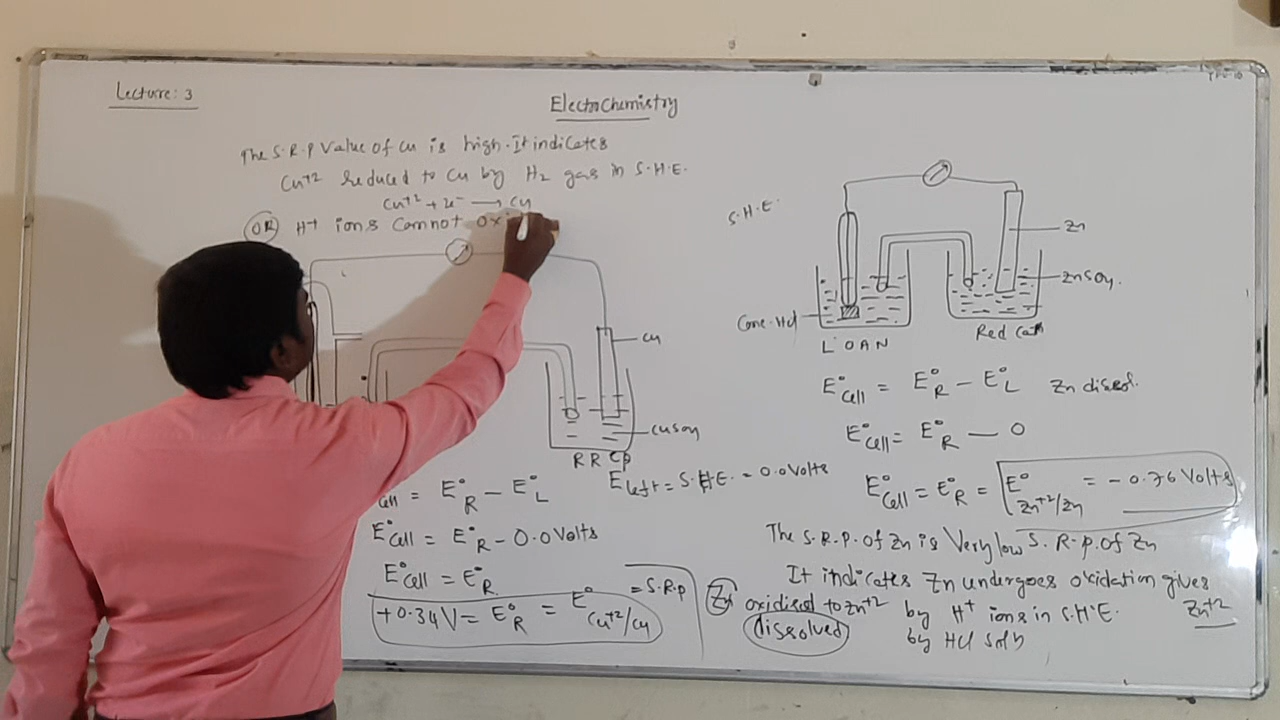 Lecture: 3
ElectroChemistry
The S.R.P Value of Cu is high. It indicates
Cu+2 reduced to Cu by H2 gas in S.H.E.
Cu+2 + 2e- → Cu
OR H+ ions Cannot Oxi
Cu
CuSO4
R R CP
E left = S.H.E. = 0.0 Volts
Cell = E°R – E°L
E°Cell = E°R – 0.0 Volts
E°Cell = E°R
+0.34 V = E°R = E° Cu+2/Cu = S.R.P
S.H.E.
Zn
ZnSO4.
Conc. HCl
L O A N
Red Cath
E°Cell = E°R – E°L Zn dissol.
E°Cell = E°R – 0
E°Cell = E°R = E° Zn+2/Zn = – 0.76 Volts
The S.R.P. of Zn is Very low S.R.P. of Zn
It indicates Zn undergoes oxidation gives
Zn oxidised to Zn+2 by H+ ions in S.H.E. Zn+2
dissolved by HCl soln